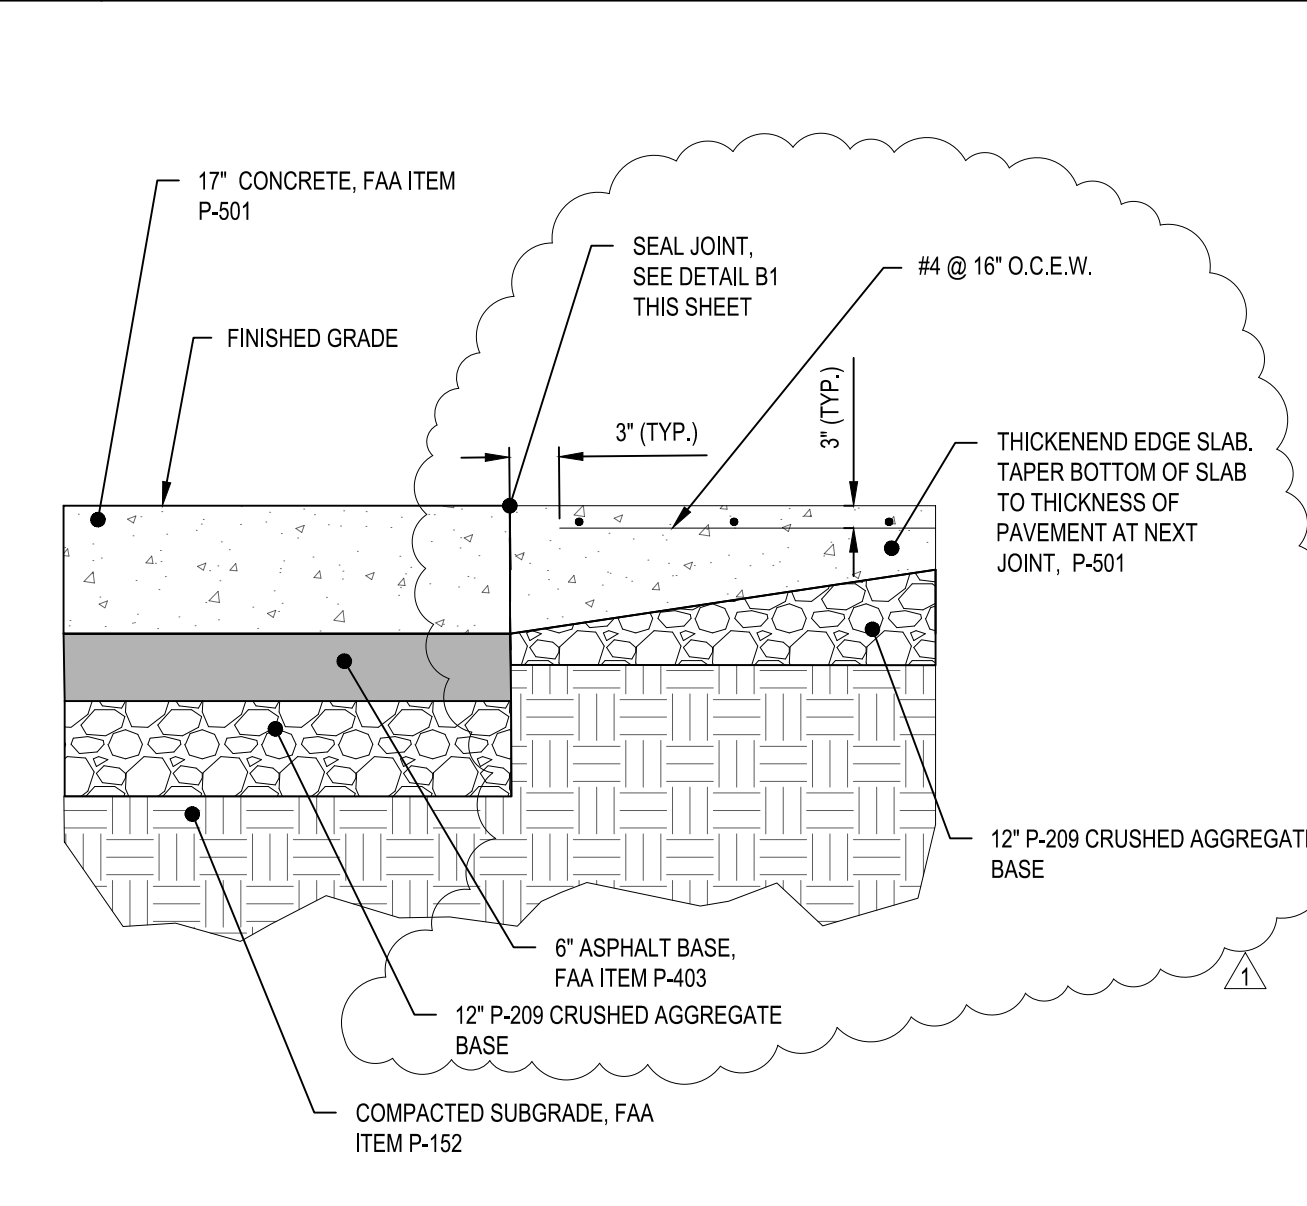 17" CONCRETE, FAA ITEM
P-501
SEAL JOINT,
SEE DETAIL B1
THIS SHEET
#4 @ 16" O.C.E.W.
FINISHED GRADE
3" (TYP.)
3" (TYP.)
THICKENEND EDGE SLAB.
TAPER BOTTOM OF SLAB
TO THICKNESS OF
PAVEMENT AT NEXT
JOINT, P-501
12" P-209 CRUSHED AGGREGATE
BASE
6" ASPHALT BASE,
FAA ITEM P-403
1
12" P-209 CRUSHED AGGREGATE
BASE
COMPACTED SUBGRADE, FAA
ITEM P-152